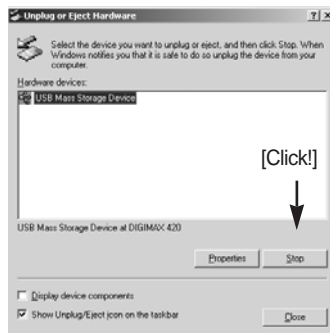 Unplug or Eject Hardware
Select the device you want to unplug or eject, and then click Stop. When
Windows notifies you that it is safe to do so unplug the device from your
computer.
Hardware devices:
USB Mass Storage Device
[Click!]
USB Mass Storage Device at DIGIMAX 420
Properties
Stop
Display device components
Show Unplug/Eject icon on the taskbar
Close